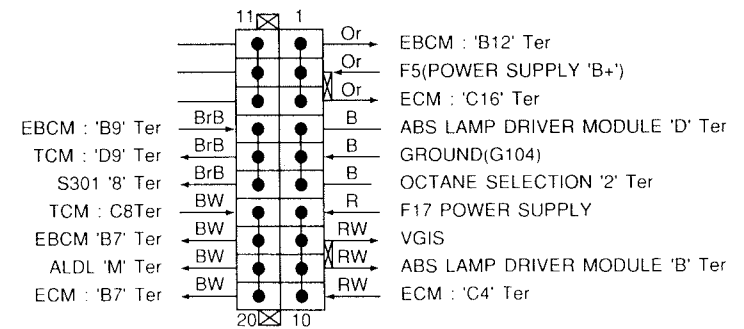 11 1
Or EBCM : 'B12' Ter
Or F5(POWER SUPPLY 'B+')
Or ECM : 'C16' Ter
EBCM : 'B9' Ter BrB B ABS LAMP DRIVER MODULE 'D' Ter
TCM : 'D9' Ter BrB B GROUND(G104)
S301 '8' Ter BrB B OCTANE SELECTION '2' Ter
TCM : C8Ter BW R F17 POWER SUPPLY
EBCM 'B7' Ter BW RW VGIS
ALDL 'M' Ter BW RW ABS LAMP DRIVER MODULE 'B' Ter
ECM : 'B7' Ter BW RW ECM : 'C4' Ter
20 10